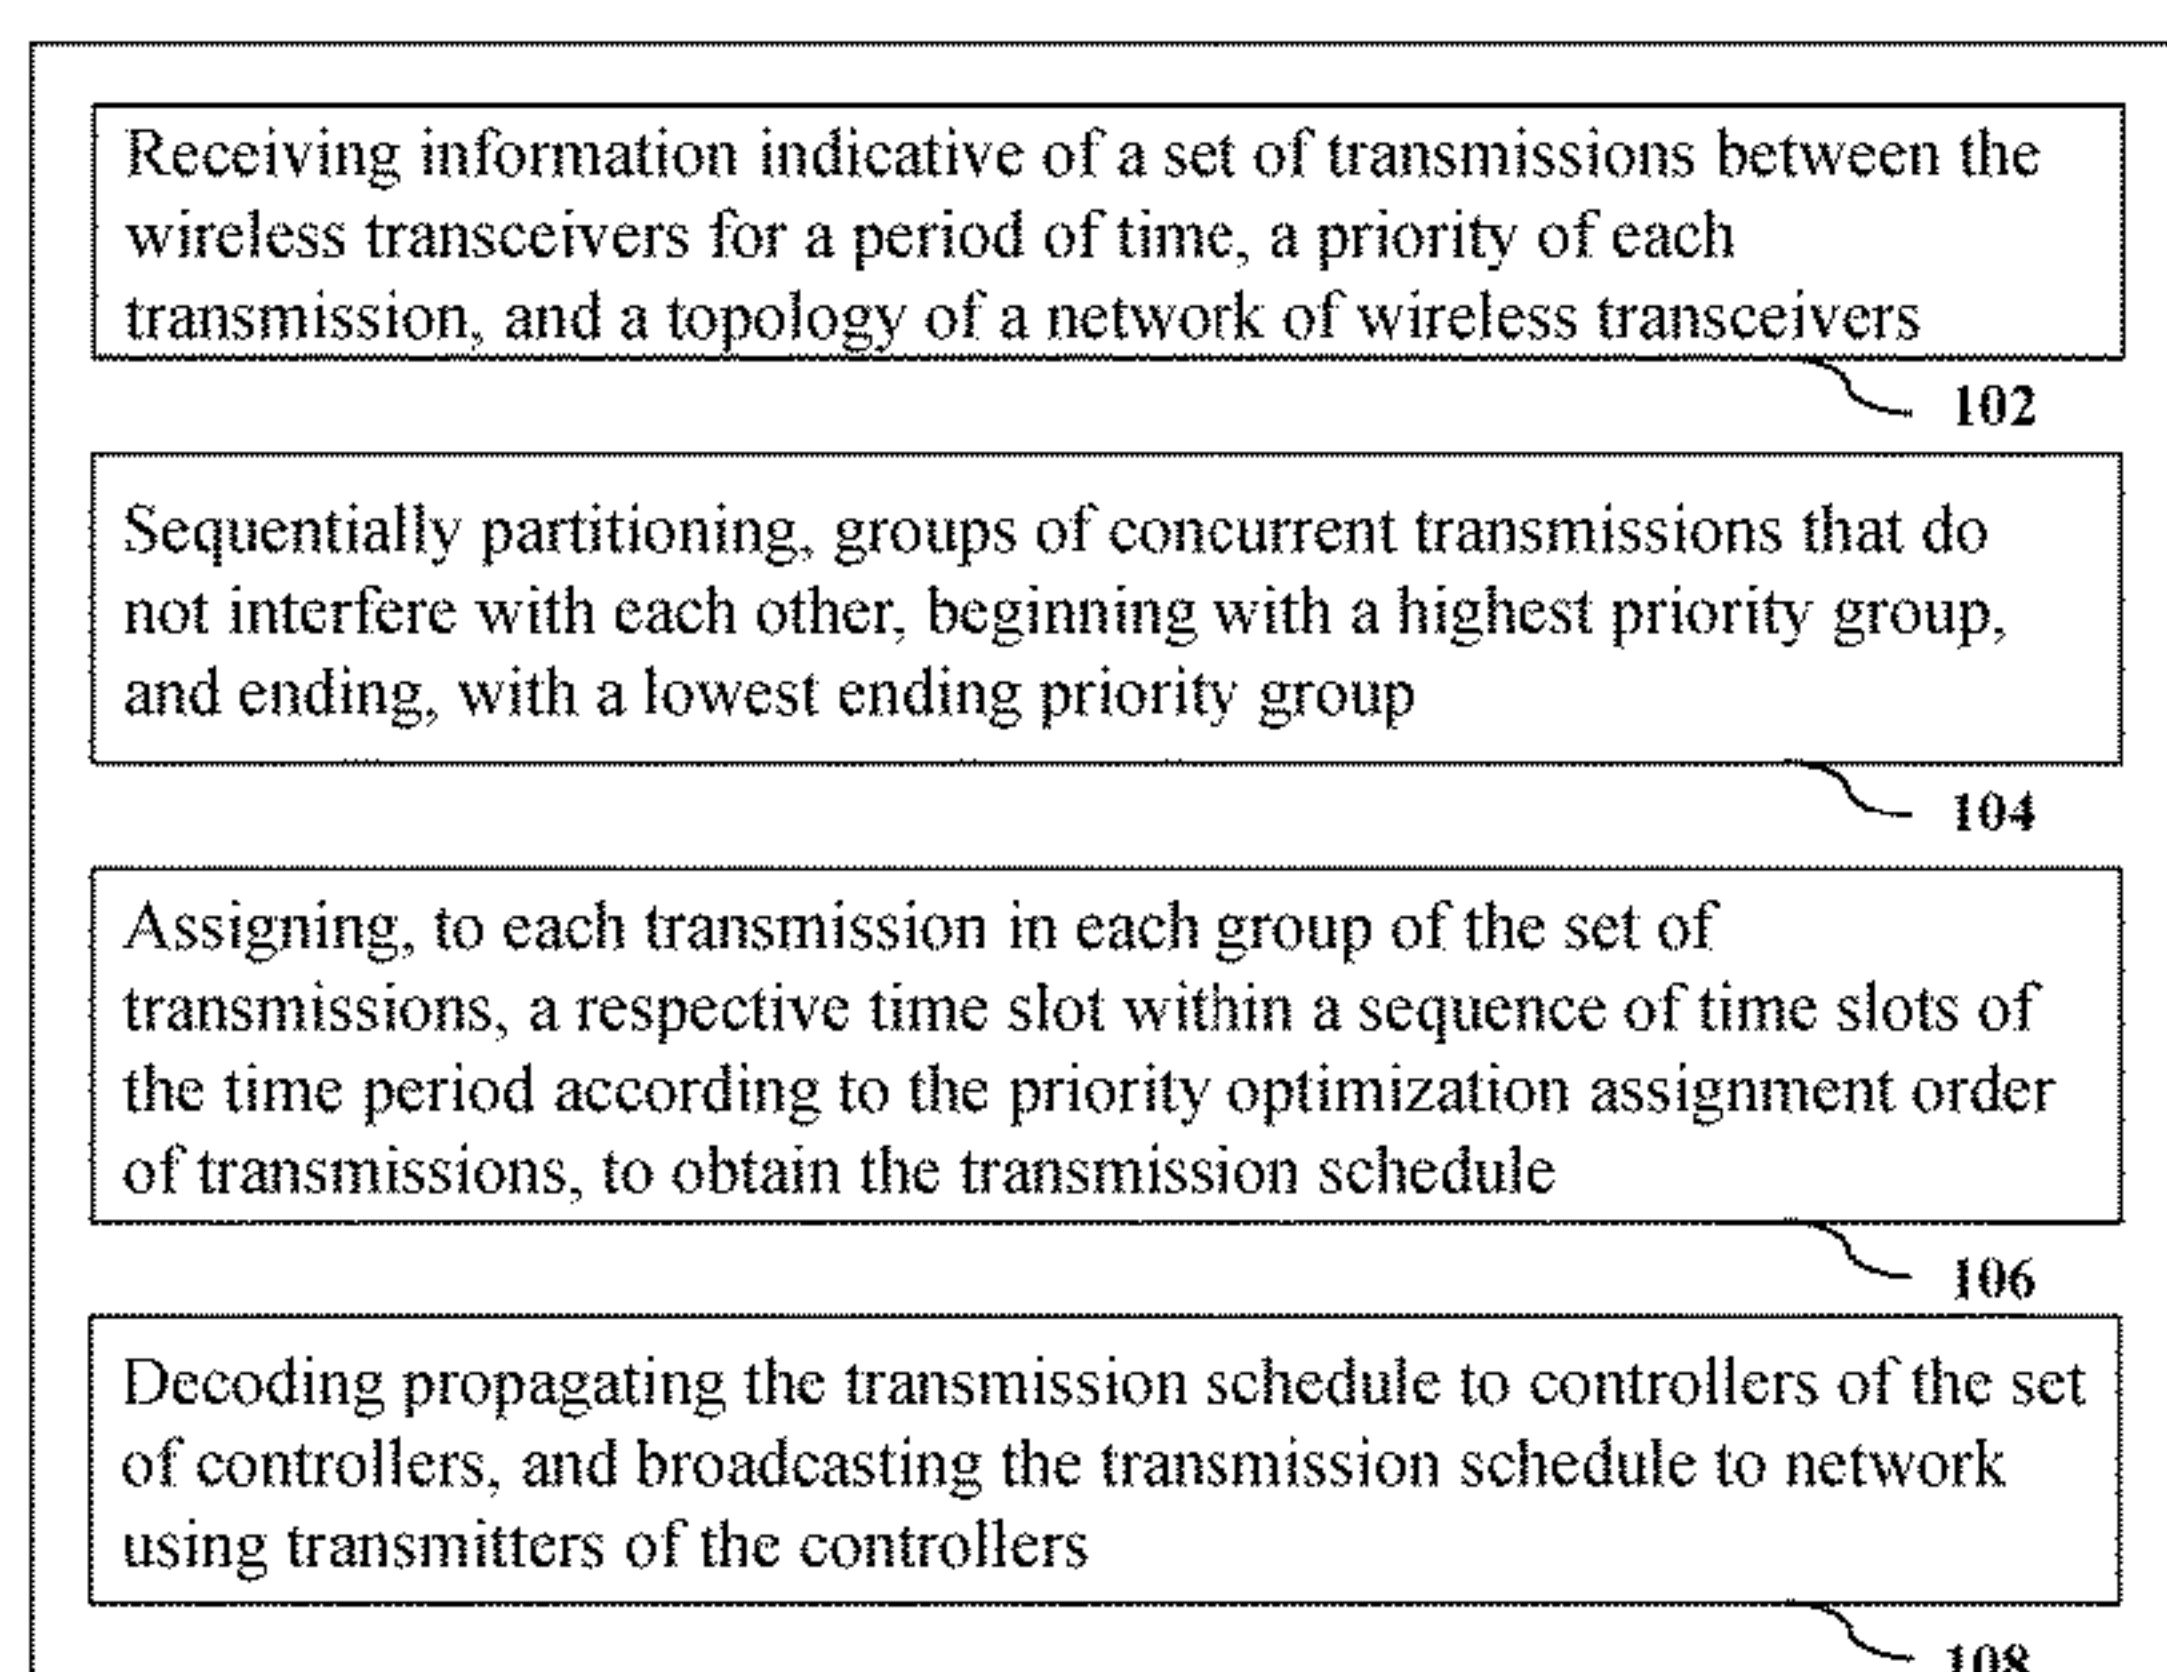 Receiving information indicative of a set of transmissions between the
wireless transceivers for a period of time, a priority of each
transmission, and a topology of a network of wireless transceivers
102
Sequentially partitioning, groups of concurrent transmissions that do
not interfere with each other, beginning with a highest priority group,
and ending, with a lowest ending priority group
104
Assigning, to each transmission in each group of the set of
transmissions, a respective time slot within a sequence of time slots of
the time period according to the priority optimization assignment order
of transmissions, to obtain the transmission schedule
106
Decoding propagating the transmission schedule to controllers of the set
of controllers, and broadcasting the transmission schedule to network
using transmitters of the controllers
108